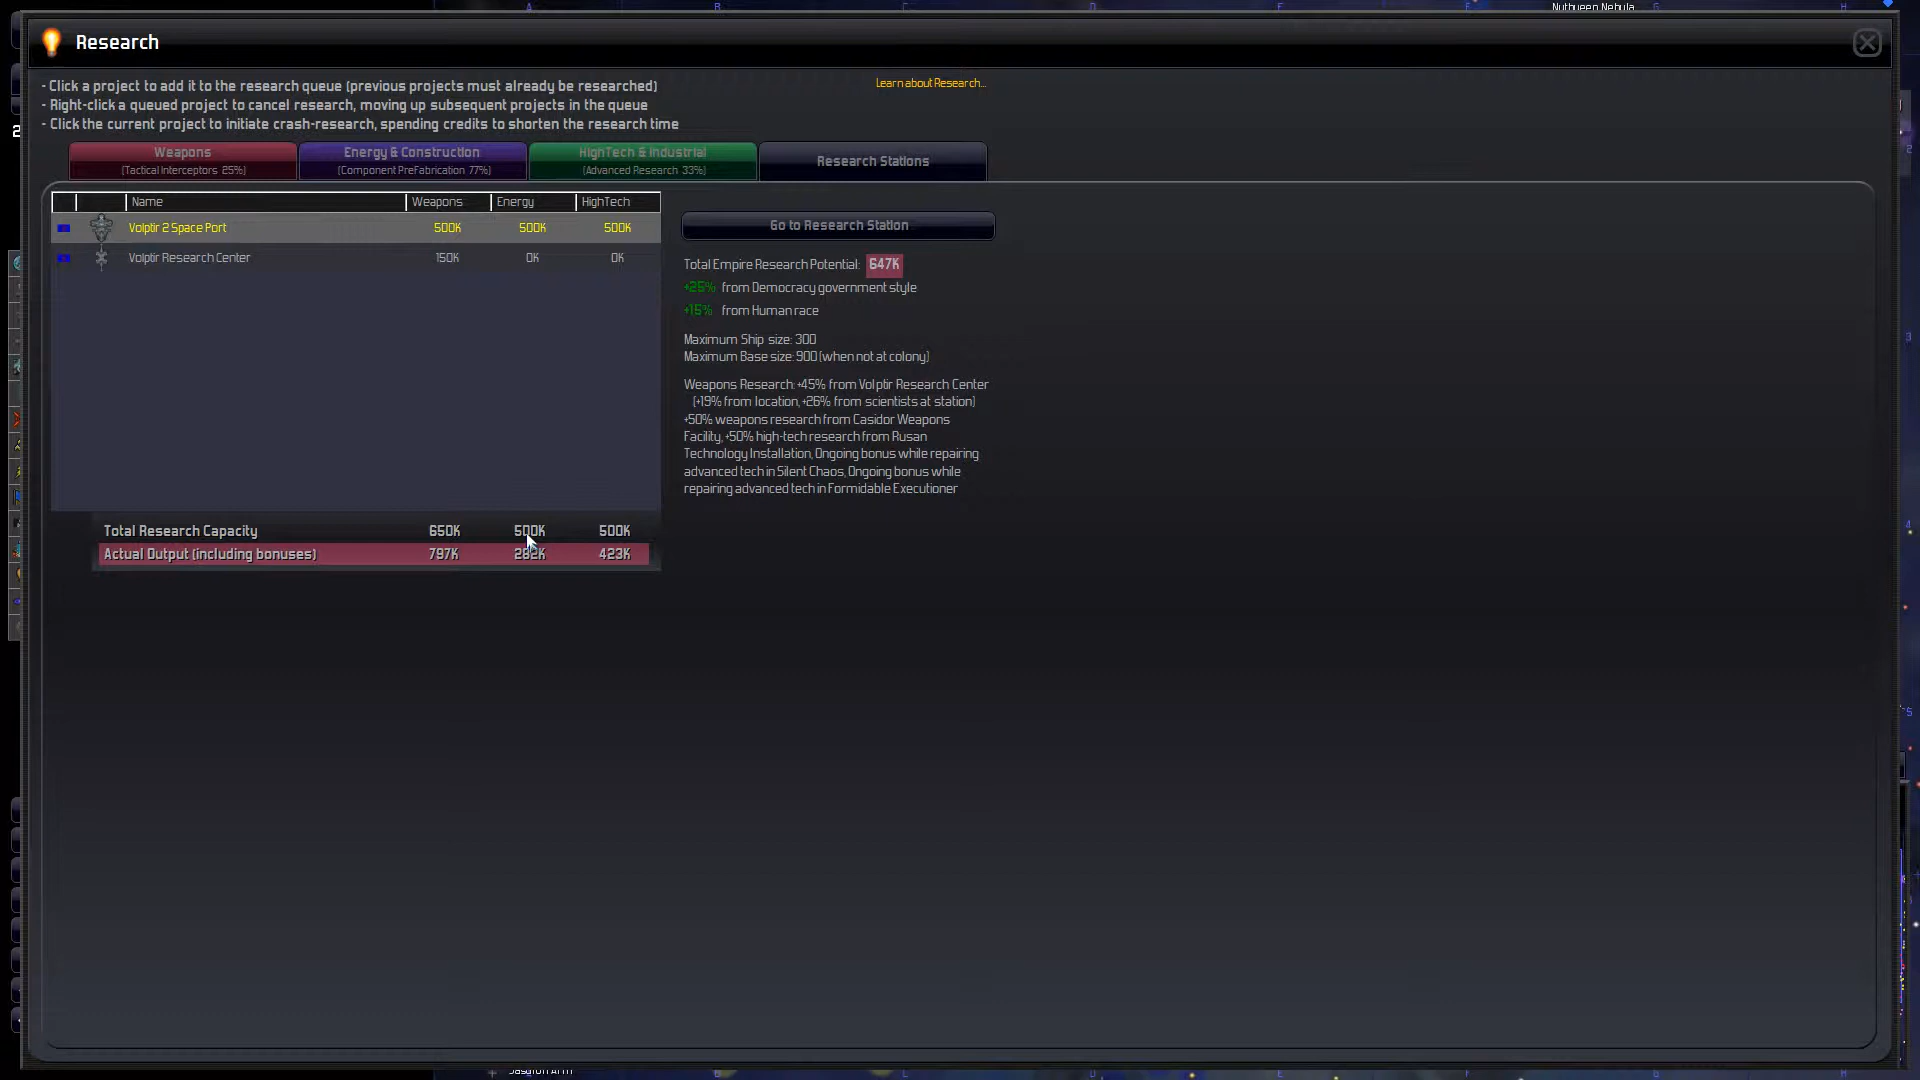 Nuthueen Nebula
Research
- Click a project to add it to the research queue (previous projects must already be researched)
Learn about Research...
- Right-click a queued project to cancel research, moving up subsequent projects in the queue
- Click the current project to initiate crash-research, spending credits to shorten the research time
Weapons
(Tactical Interceptors 25%)
Energy & Construction
(Component PreFabrication 77%)
HighTech & Industrial
(Advanced Research 33%)
Research Stations
Name Weapons Energy HighTech
Volptir 2 Space Port 500K 500K 500K
Volptir Research Center 150K 0K 0K
Total Research Capacity 650K 500K 500K
Actual Output (including bonuses) 797K 282K 423K
Go to Research Station
Total Empire Research Potential: 647K
+25% from Democracy government style
+15% from Human race
Maximum Ship size: 300
Maximum Base size: 900 (when not at colony)
Weapons Research: +45% from Volptir Research Center
(+19% from location, +26% from scientists at station)
+50% weapons research from Casidor Weapons
Facility, +50% high-tech research from Rusan
Technology Installation, Ongoing bonus while repairing
advanced tech in Silent Chaos, Ongoing bonus while
repairing advanced tech in Formidable Executioner